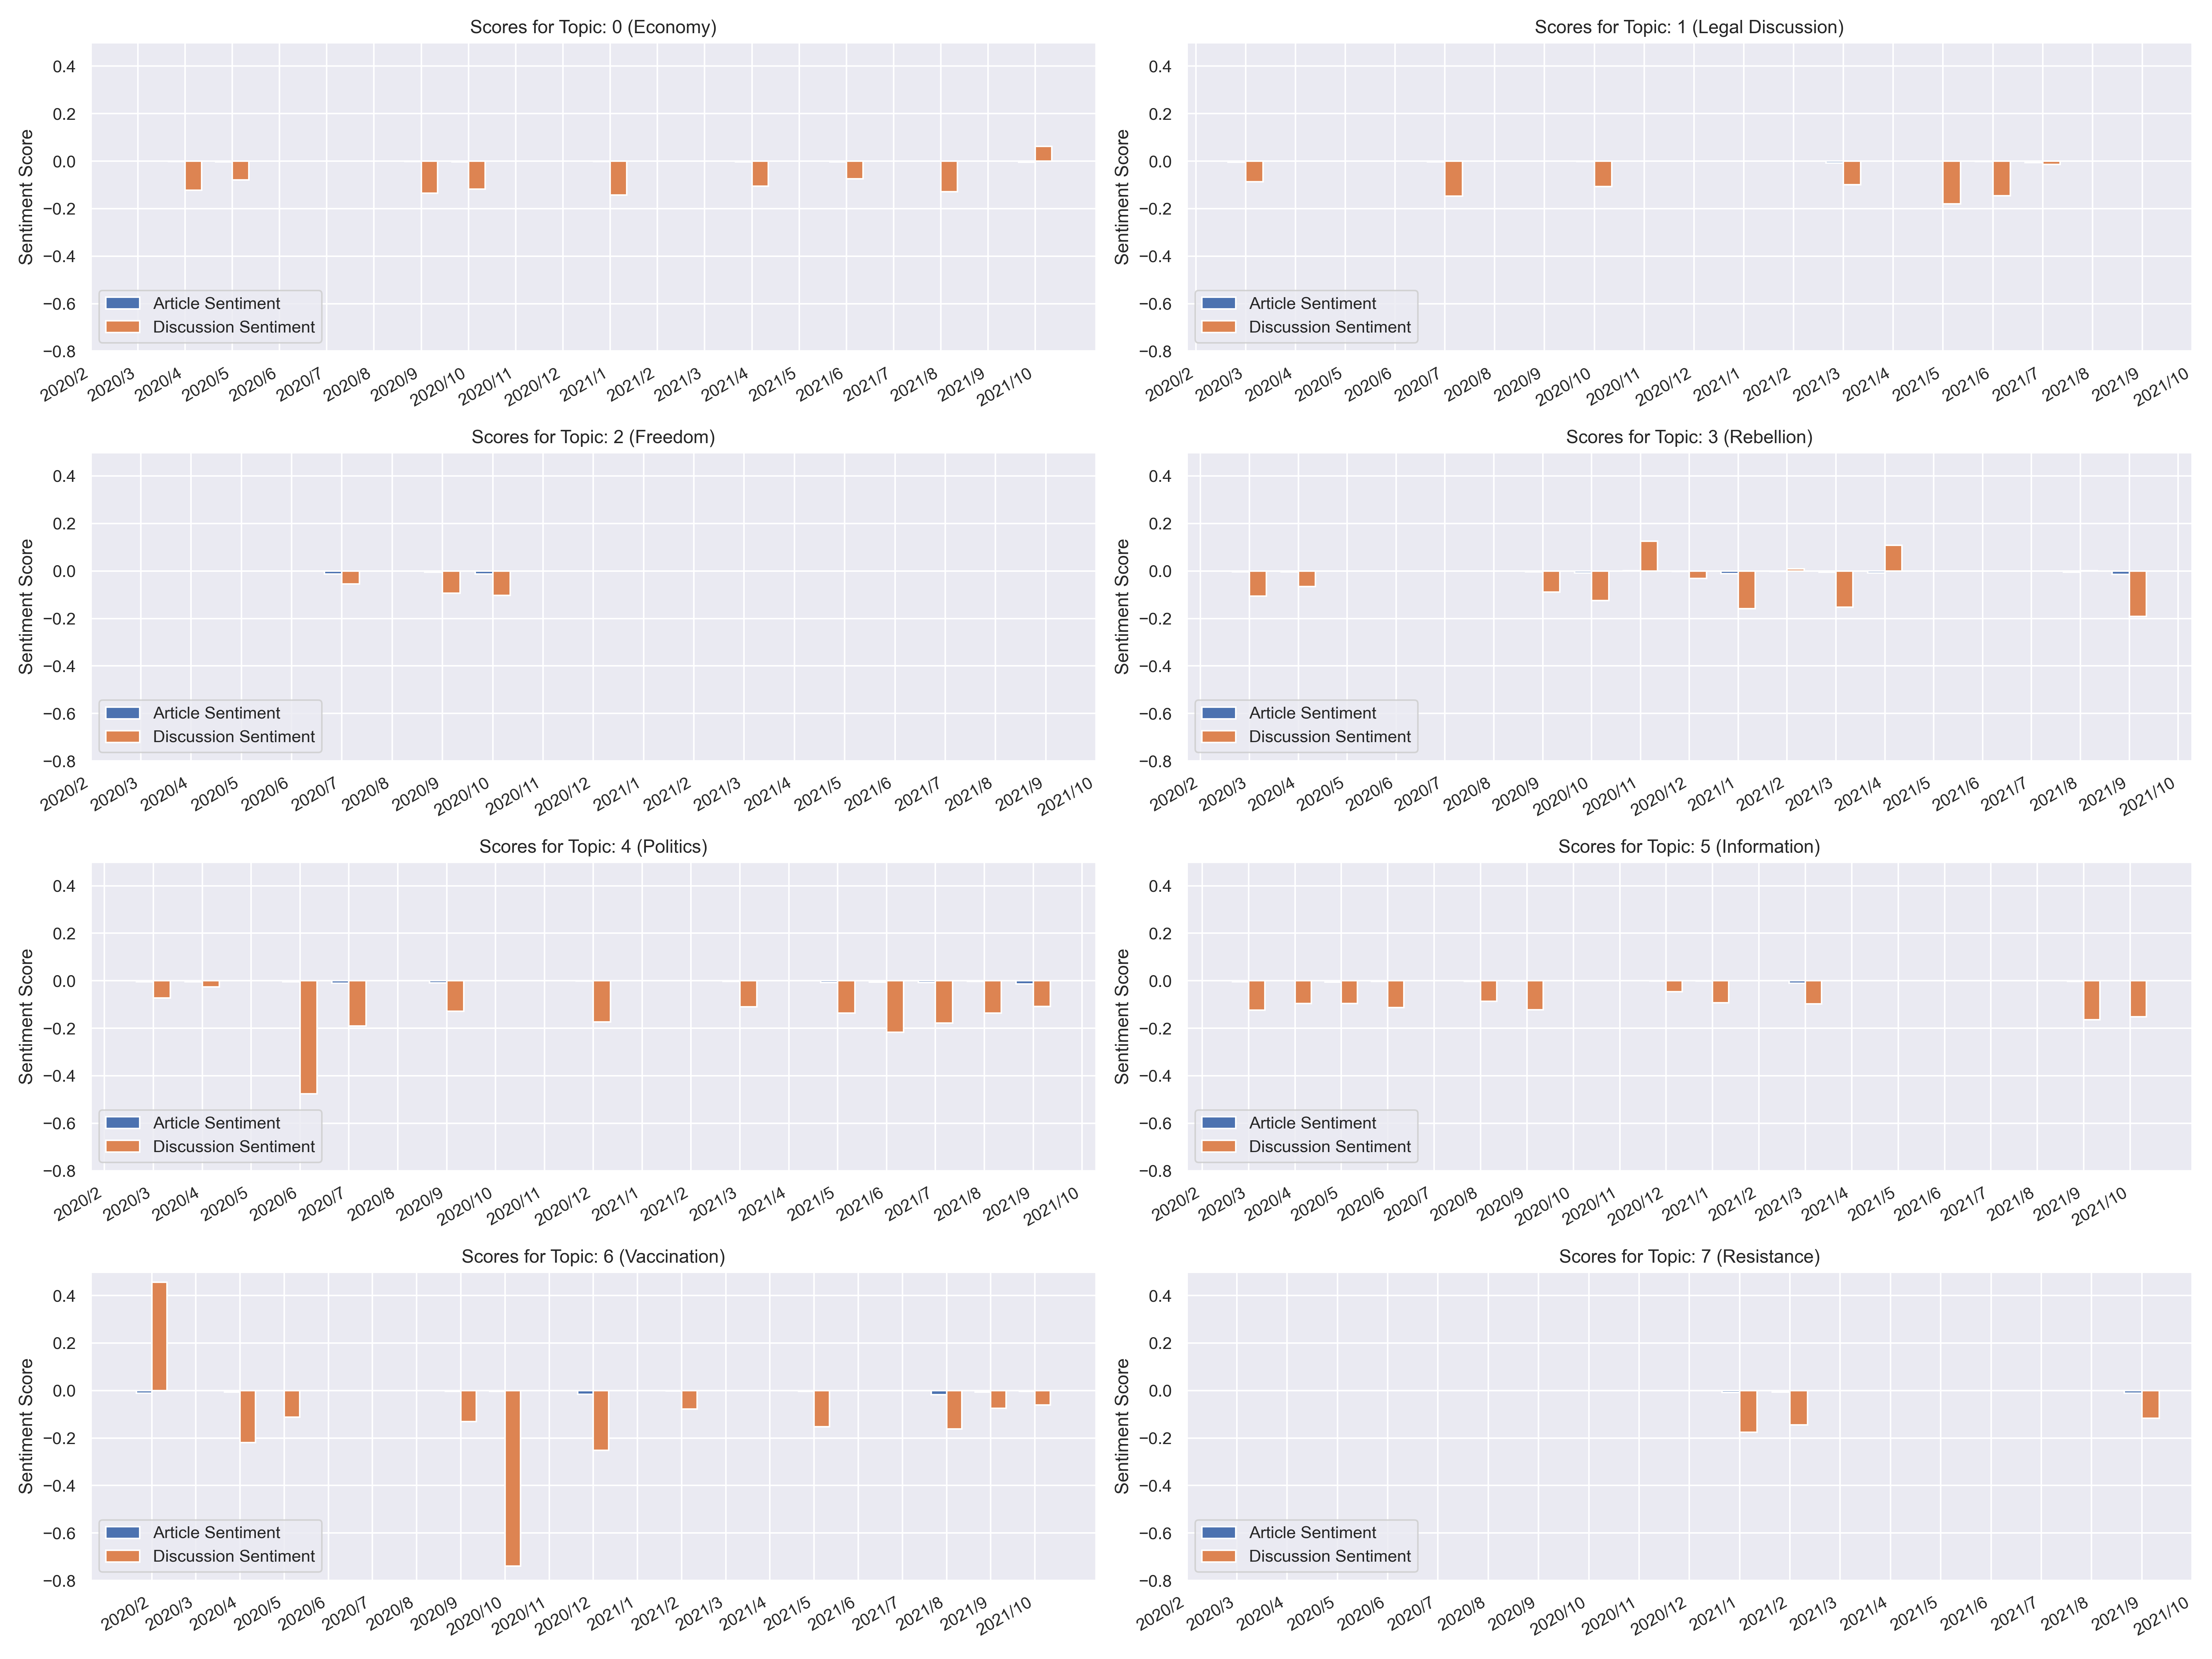 Scores for Topic: 0 (Economy)
Sentiment Score
0.4
0.2
0.0
−0.2
−0.4
−0.6
−0.8
Article Sentiment
Discussion Sentiment
2020/2 2020/3 2020/4 2020/5 2020/6 2020/7 2020/8 2020/9 2020/10 2020/11 2020/12 2021/1 2021/2 2021/3 2021/4 2021/5 2021/6 2021/7 2021/8 2021/9 2021/10
Scores for Topic: 1 (Legal Discussion)
Sentiment Score
0.4
0.2
0.0
−0.2
−0.4
−0.6
−0.8
Article Sentiment
Discussion Sentiment
2020/2 2020/3 2020/4 2020/5 2020/6 2020/7 2020/8 2020/9 2020/10 2020/11 2020/12 2021/1 2021/2 2021/3 2021/4 2021/5 2021/6 2021/7 2021/8 2021/9 2021/10
Scores for Topic: 2 (Freedom)
Sentiment Score
0.4
0.2
0.0
−0.2
−0.4
−0.6
−0.8
Article Sentiment
Discussion Sentiment
2020/2 2020/3 2020/4 2020/5 2020/6 2020/7 2020/8 2020/9 2020/10 2020/11 2020/12 2021/1 2021/2 2021/3 2021/4 2021/5 2021/6 2021/7 2021/8 2021/9 2021/10
Scores for Topic: 3 (Rebellion)
Sentiment Score
0.4
0.2
0.0
−0.2
−0.4
−0.6
−0.8
Article Sentiment
Discussion Sentiment
2020/2 2020/3 2020/4 2020/5 2020/6 2020/7 2020/8 2020/9 2020/10 2020/11 2020/12 2021/1 2021/2 2021/3 2021/4 2021/5 2021/6 2021/7 2021/8 2021/9 2021/10
Scores for Topic: 4 (Politics)
Sentiment Score
0.4
0.2
0.0
−0.2
−0.4
−0.6
−0.8
Article Sentiment
Discussion Sentiment
2020/2 2020/3 2020/4 2020/5 2020/6 2020/7 2020/8 2020/9 2020/10 2020/11 2020/12 2021/1 2021/2 2021/3 2021/4 2021/5 2021/6 2021/7 2021/8 2021/9 2021/10
Scores for Topic: 5 (Information)
Sentiment Score
0.4
0.2
0.0
−0.2
−0.4
−0.6
−0.8
Article Sentiment
Discussion Sentiment
2020/2 2020/3 2020/4 2020/5 2020/6 2020/7 2020/8 2020/9 2020/10 2020/11 2020/12 2021/1 2021/2 2021/3 2021/4 2021/5 2021/6 2021/7 2021/8 2021/9 2021/10
Scores for Topic: 6 (Vaccination)
Sentiment Score
0.4
0.2
0.0
−0.2
−0.4
−0.6
−0.8
Article Sentiment
Discussion Sentiment
2020/2 2020/3 2020/4 2020/5 2020/6 2020/7 2020/8 2020/9 2020/10 2020/11 2020/12 2021/1 2021/2 2021/3 2021/4 2021/5 2021/6 2021/7 2021/8 2021/9 2021/10
Scores for Topic: 7 (Resistance)
Sentiment Score
0.4
0.2
0.0
−0.2
−0.4
−0.6
−0.8
Article Sentiment
Discussion Sentiment
2020/2 2020/3 2020/4 2020/5 2020/6 2020/7 2020/8 2020/9 2020/10 2020/11 2020/12 2021/1 2021/2 2021/3 2021/4 2021/5 2021/6 2021/7 2021/8 2021/9 2021/10